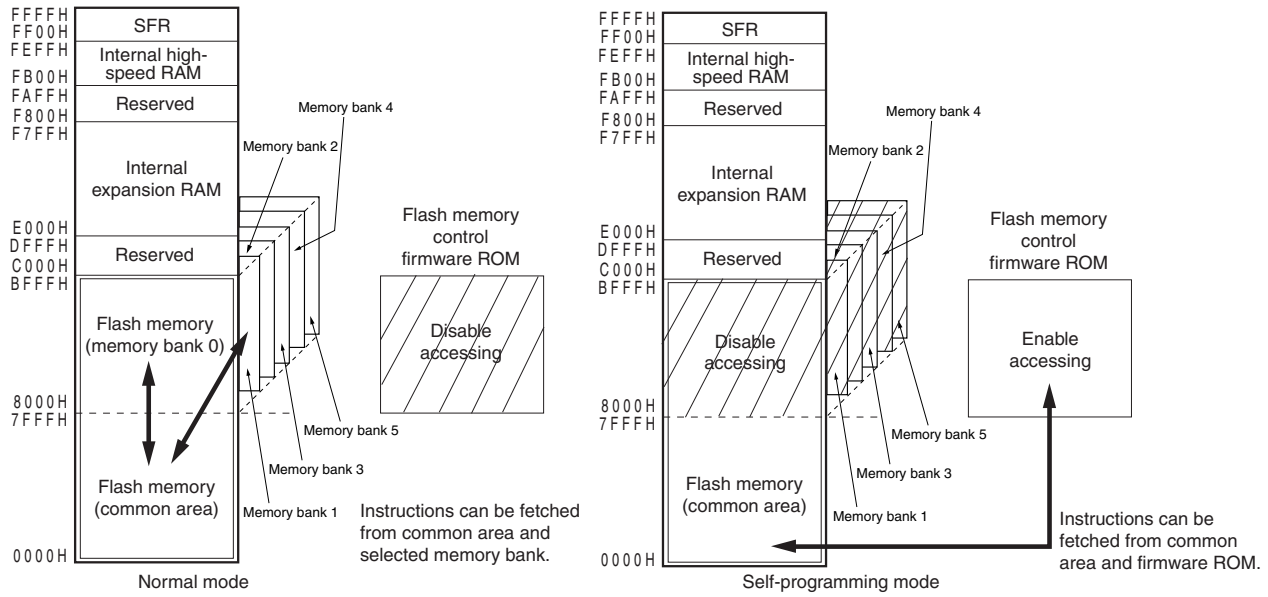 FFFFH
FF00H
FEFFH
FB00H
FAFFH
F800H
F7FFH
E000H
DFFFH
C000H
BFFFH
8000H
7FFFH
0000H
SFR
Internal high-
speed RAM
Reserved
Internal
expansion RAM
Reserved
Flash memory
(memory bank 0)
Flash memory
(common area)
Memory bank 4
Memory bank 2
Memory bank 5
Memory bank 3
Memory bank 1
Flash memory
control
firmware ROM
Disable
accessing
Instructions can be fetched
from common area and
selected memory bank.
Normal mode
FFFFH
FF00H
FEFFH
FB00H
FAFFH
F800H
F7FFH
E000H
DFFFH
C000H
BFFFH
8000H
7FFFH
0000H
SFR
Internal high-
speed RAM
Reserved
Internal
expansion RAM
Reserved
Disable
accessing
Flash memory
(common area)
Memory bank 4
Memory bank 2
Memory bank 5
Memory bank 3
Memory bank 1
Flash memory
control
firmware ROM
Enable
accessing
Instructions can be
fetched from common
area and firmware ROM.
Self-programming mode